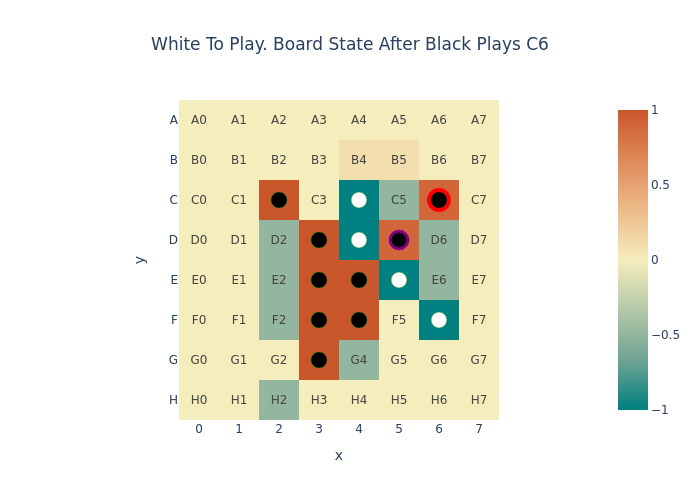 White To Play. Board State After Black Plays C6
A A0 A1 A2 A3 A4 A5 A6 A7
B B0 B1 B2 B3 B4 B5 B6 B7
C C0 C1 C3 C5 C7
D D0 D1 D2 D6 D7
E E0 E1 E2 E6 E7
F F0 F1 F2 F5 F7
G G0 G1 G2 G4 G5 G6 G7
H H0 H1 H2 H3 H4 H5 H6 H7
0 1 2 3 4 5 6 7
x
y
1
0.5
0
−0.5
−1